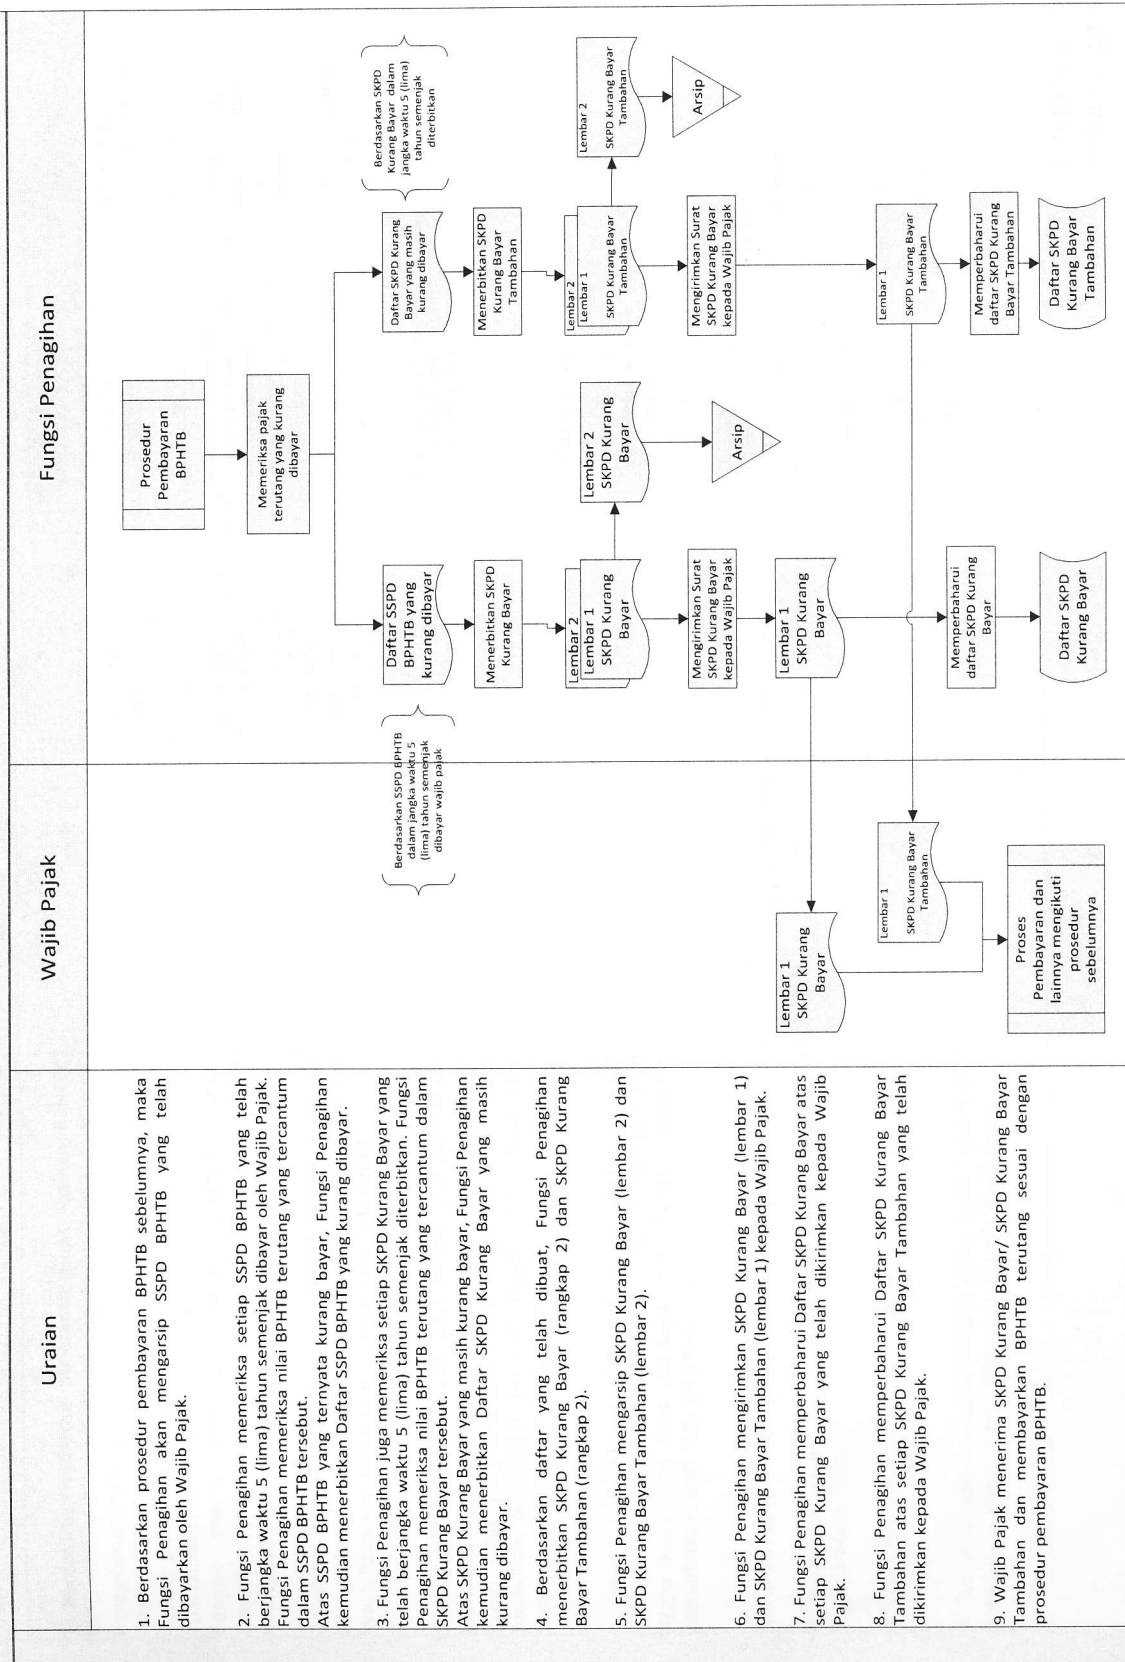 Uraian
Wajib Pajak
Fungsi Penagihan
1. Berdasarkan prosedur pembayaran BPHTB sebelumnya, maka
Fungsi Penagihan akan mengarsip SSPD BPHTB yang telah
dibayarkan oleh Wajib Pajak.
2. Fungsi Penagihan memeriksa setiap SSPD BPHTB yang telah
berjangka waktu 5 (lima) tahun semenjak dibayar oleh Wajib Pajak.
Fungsi Penagihan memeriksa nilai BPHTB terutang yang tercantum
dalam SSPD BPHTB tersebut.
Atas SSPD BPHTB yang ternyata kurang bayar, Fungsi Penagihan
kemudian menerbitkan Daftar SSPD BPHTB yang kurang dibayar.
3. Fungsi Penagihan juga memeriksa setiap SKPD Kurang Bayar yang
telah berjangka waktu 5 (lima) tahun semenjak diterbitkan. Fungsi
Penagihan memeriksa nilai BPHTB terutang yang tercantum dalam
SKPD Kurang Bayar tersebut.
Atas SKPD Kurang Bayar yang masih kurang bayar, Fungsi Penagihan
kemudian menerbitkan Daftar SKPD Kurang Bayar yang masih
kurang dibayar.
4. Berdasarkan daftar yang telah dibuat, Fungsi Penagihan
menerbitkan SKPD Kurang Bayar (rangkap 2) dan SKPD Kurang
Bayar Tambahan (rangkap 2).
5. Fungsi Penagihan mengarsip SKPD Kurang Bayar (lembar 2) dan
SKPD Kurang Bayar Tambahan (lembar 2).
6. Fungsi Penagihan mengirimkan SKPD Kurang Bayar (lembar 1)
dan SKPD Kurang Bayar Tambahan (lembar 1) kepada Wajib Pajak.
7. Fungsi Penagihan memperbaharui Daftar SKPD Kurang Bayar atas
setiap SKPD Kurang Bayar yang telah dikirimkan kepada Wajib
Pajak.
8. Fungsi Penagihan memperbaharui Daftar SKPD Kurang Bayar
Tambahan atas setiap SKPD Kurang Bayar Tambahan yang telah
dikirimkan kepada Wajib Pajak.
9. Wajib Pajak menerima SKPD Kurang Bayar/ SKPD Kurang Bayar
Tambahan dan membayarkan BPHTB terutang sesuai dengan
prosedur pembayaran BPHTB.
Berdasarkan SSPD BPHTB
dalam jangka waktu 5
(lima) tahun semenjak
dibayar wajib pajak
Lembar 1
SKPD Kurang
Bayar
Lembar 1
SKPD Kurang Bayar
Tambahan
Proses
Pembayaran dan
lainnya mengikuti
prosedur
sebelumnya
Prosedur
Pembayaran
BPHTB
Memeriksa pajak
terutang yang kurang
dibayar
Daftar SSPD
BPHTB yang
kurang dibayar
Menerbitkan SKPD
Kurang Bayar
Lembar 2
Lembar 1
SKPD Kurang
Bayar
Lembar 2
SKPD Kurang
Bayar
Arsip
Mengirimkan Surat
SKPD Kurang Bayar
kepada Wajib Pajak
Lembar 1
SKPD Kurang
Bayar
Memperbaharui
daftar SKPD Kurang
Bayar
Daftar SKPD
Kurang Bayar
Daftar SKPD Kurang
Bayar yang masih
kurang dibayar
Berdasarkan SKPD
Kurang Bayar dalam
jangka waktu 5 (lima)
tahun semenjak
diterbitkan
Menerbitkan SKPD
Kurang Bayar
Tambahan
Lembar 2
Lembar 1
SKPD Kurang Bayar
Tambahan
Lembar 2
SKPD Kurang Bayar
Tambahan
Arsip
Mengirimkan Surat
SKPD Kurang Bayar
kepada Wajib Pajak
Lembar 1
SKPD Kurang Bayar
Tambahan
Memperbaharui
daftar SKPD Kurang
Bayar Tambahan
Daftar SKPD
Kurang Bayar
Tambahan